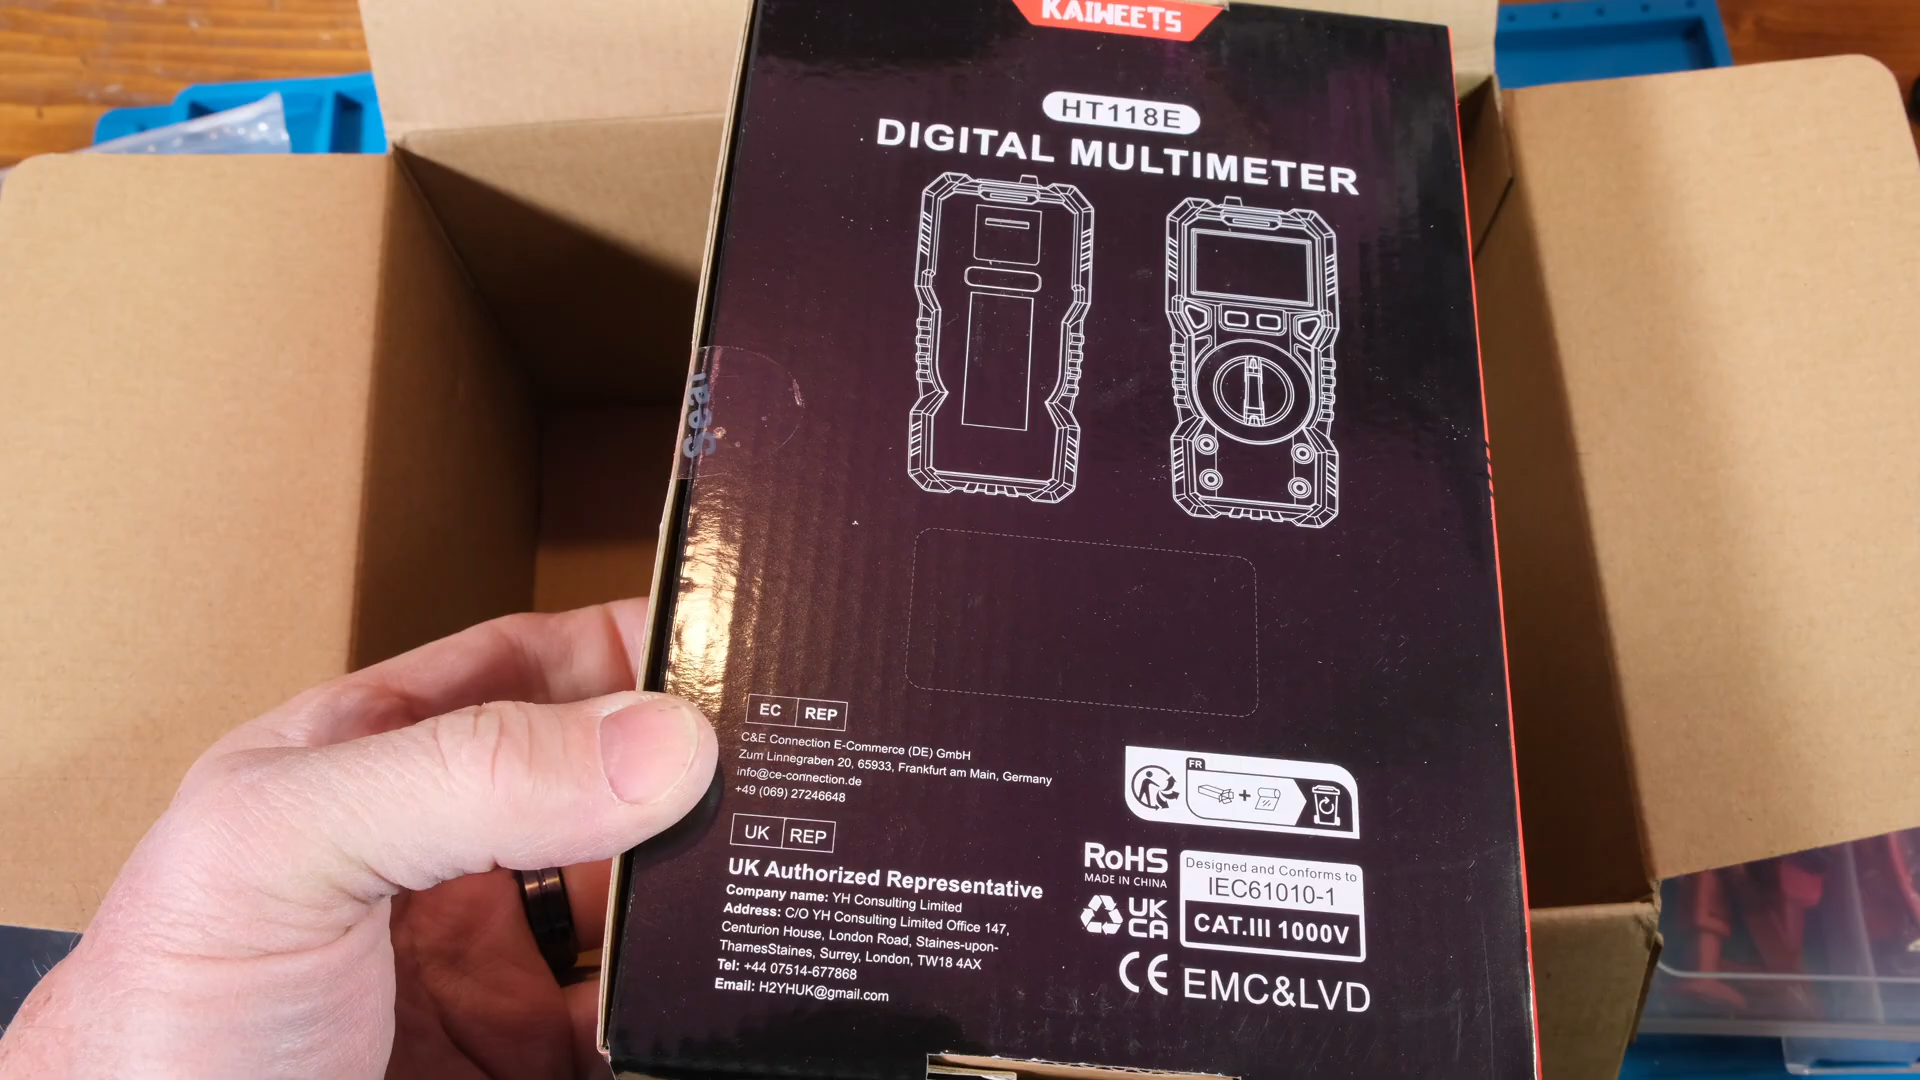 KAIWEETS
HT118E
DIGITAL MULTIMETER
seal
EC REP
C&E Connection E-Commerce (DE) GmbH
Zum Linnegraben 20, 65933, Frankfurt am Main, Germany
info@ce-connection.de
+49 (069) 27246648
UK REP
UK Authorized Representative
Company name: YH Consulting Limited
Address: C/O YH Consulting Limited Office 147,
Centurion House, London Road, Staines-upon-
ThamesStaines, Surrey, London, TW18 4AX
Tel: +44 07514-677868
Email: H2YHUK@gmail.com
FR
+
RoHS
MADE IN CHINA
UK
CA
Designed and Conforms to
IEC61010-1
CAT.III 1000V
CE EMC&LVD